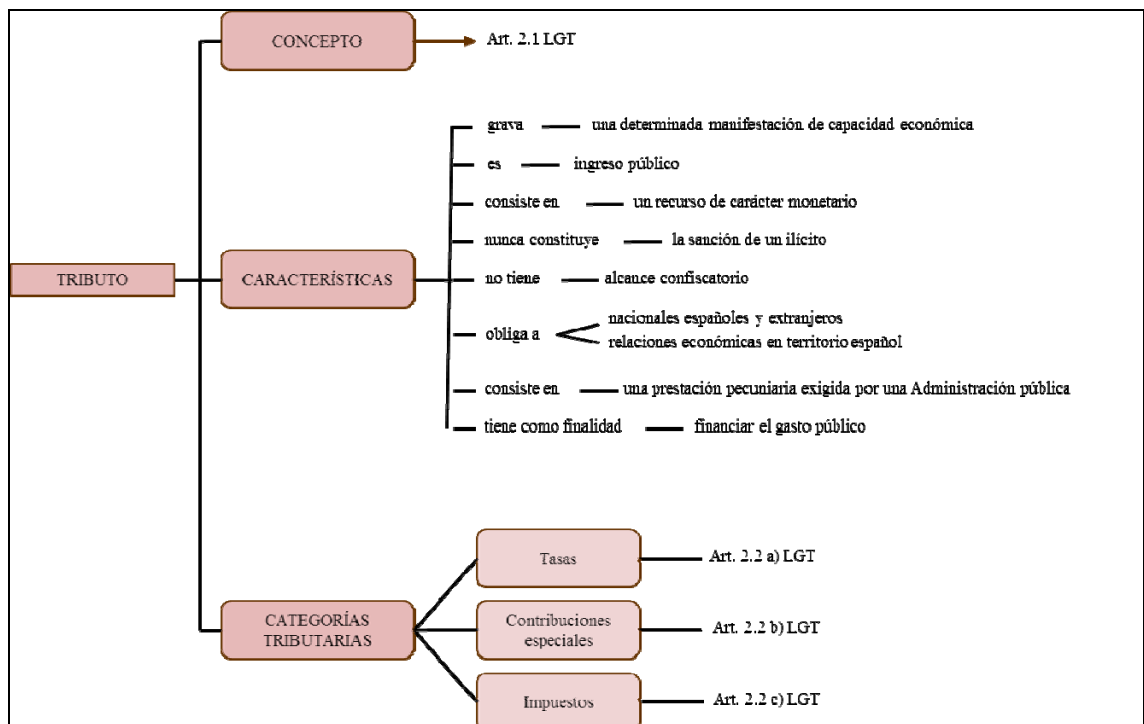 CONCEPTO
Art. 2.1 LGT
grava
una determinada manifestación de capacidad económica
es
ingreso público
consiste en
un recurso de carácter monetario
nunca constituye
la sanción de un ilícito
TRIBUTO
CARACTERÍSTICAS
no tiene
alcance confiscatorio
obliga a
nacionales españoles y extranjeros
relaciones económicas en territorio español
consiste en
una prestación pecuniaria exigida por una Administración pública
tiene como finalidad
financiar el gasto público
CATEGORÍAS
TRIBUTARIAS
Tasas
Art. 2.2 a) LGT
Contribuciones
especiales
Art. 2.2 b) LGT
Impuestos
Art. 2.2 c) LGT